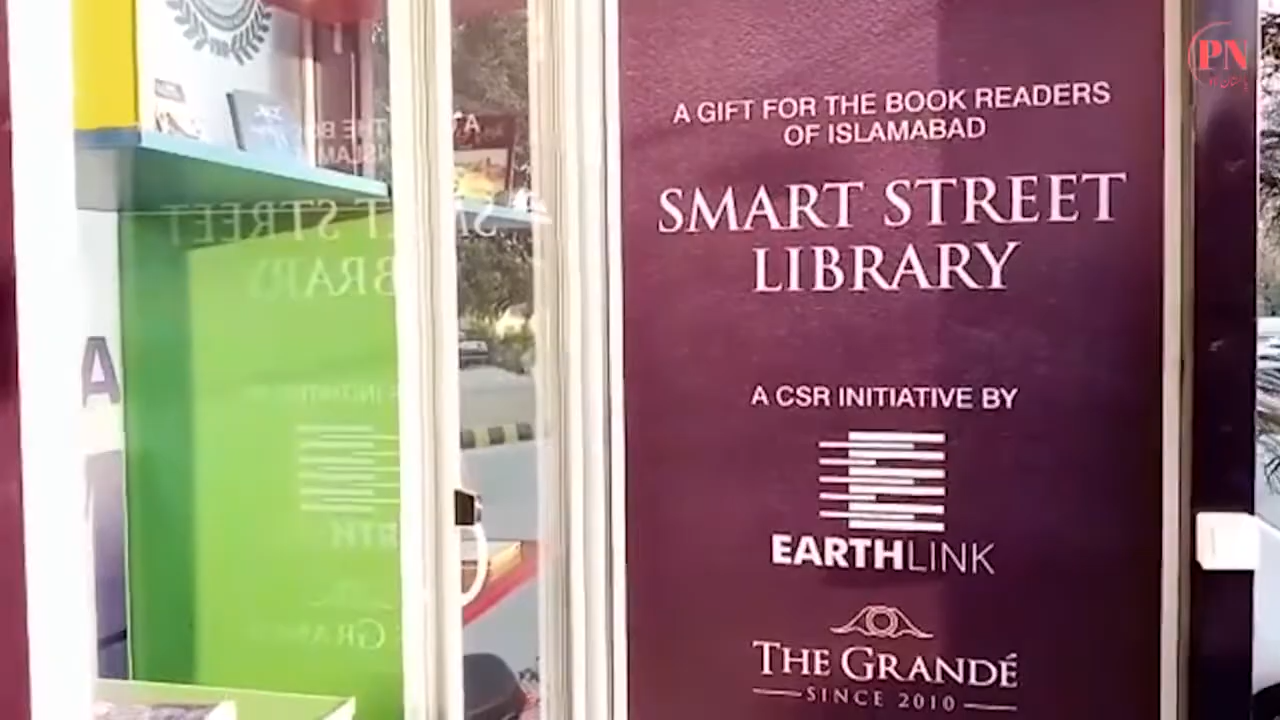 PN
A GIFT FOR THE BOOK READERS
OF ISLAMABAD
SMART STREET
LIBRARY
A CSR INITIATIVE BY
EARTHLINK
THE GRANDÉ
SINCE 2010
A